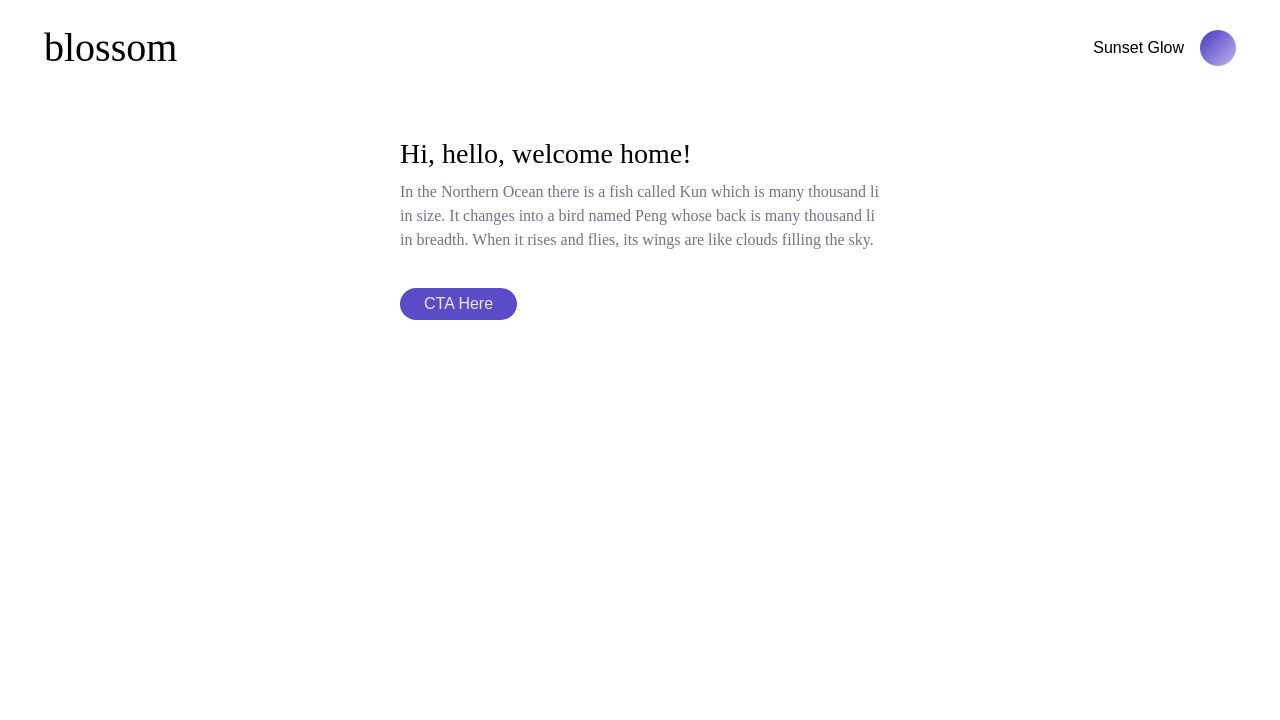 blossom
Sunset Glow
Hi, hello, welcome home!
In the Northern Ocean there is a fish called Kun which is many thousand li
in size. It changes into a bird named Peng whose back is many thousand li
in breadth. When it rises and flies, its wings are like clouds filling the sky.
CTA Here